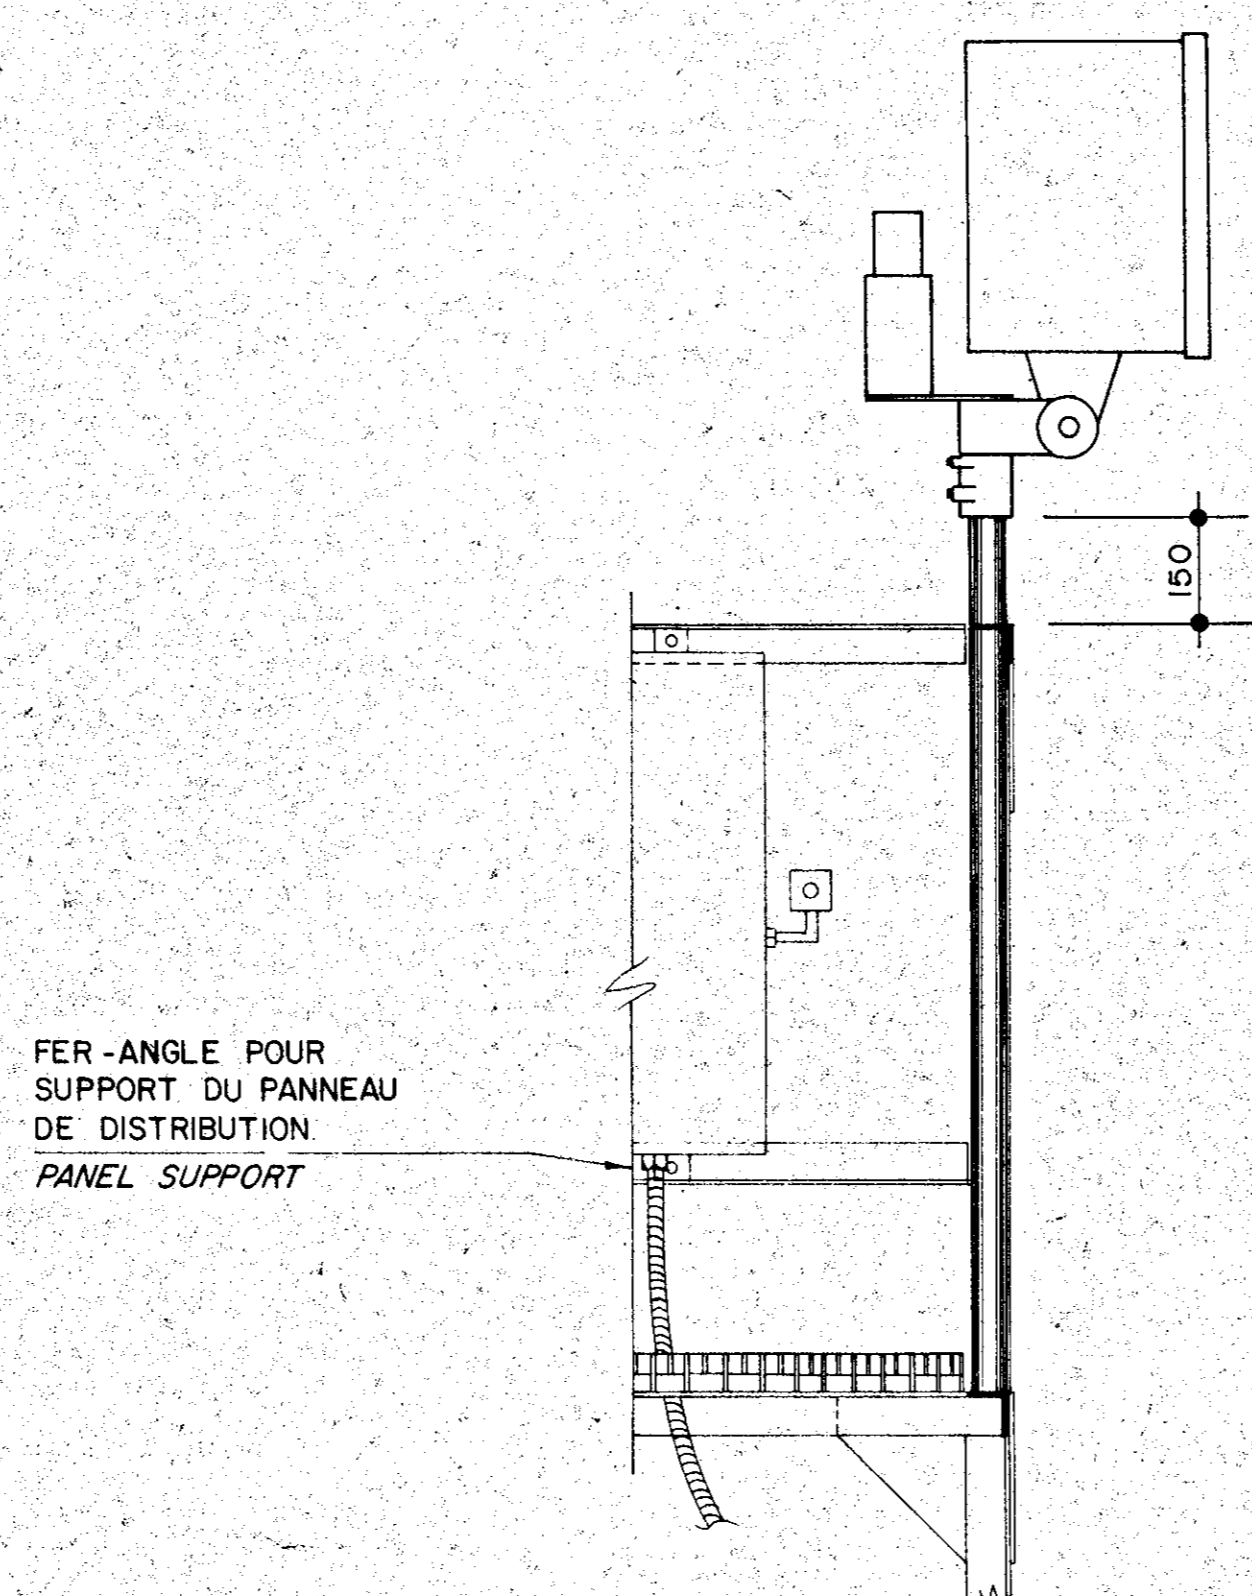 150
FER-ANGLE POUR
SUPPORT DU PANNEAU
DE DISTRIBUTION.
PANEL SUPPORT